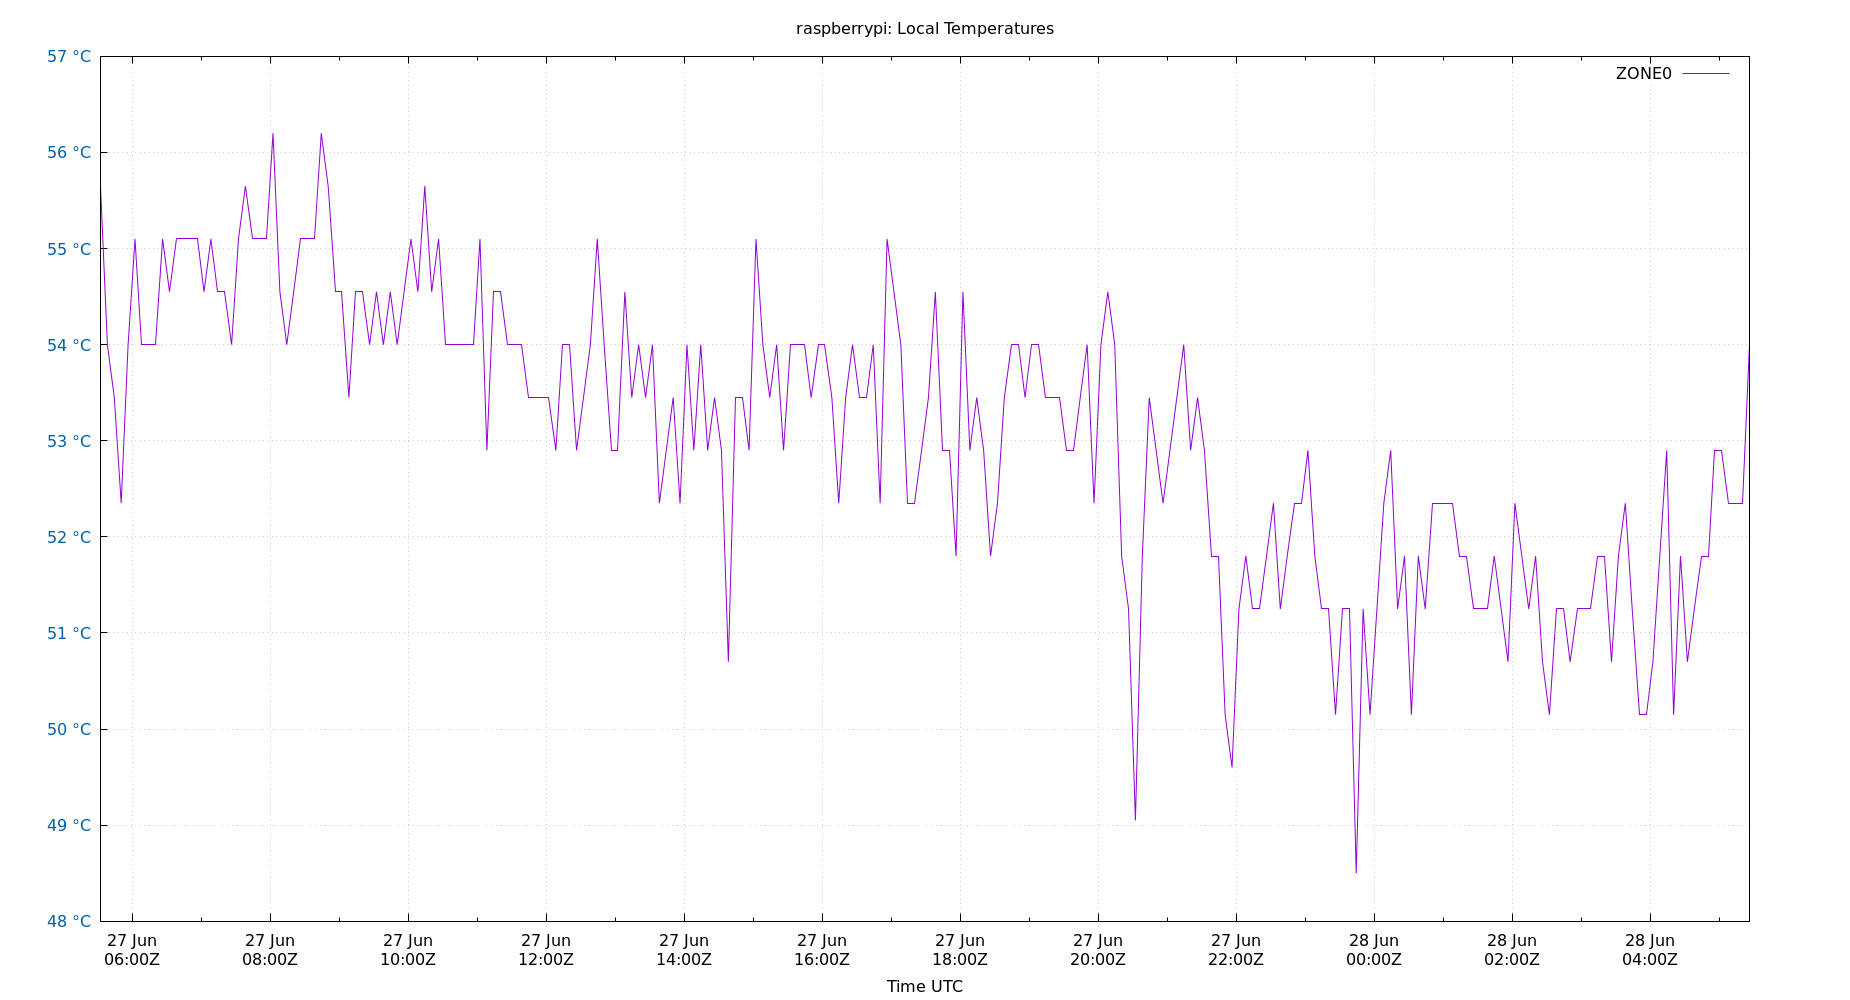 raspberrypi: Local Temperatures
57 °C
ZONE0
56 °C
55 °C
54 °C
53 °C
52 °C
51 °C
50 °C
49 °C
48 °C
27 Jun 27 Jun 27 Jun 27 Jun 27 Jun 27 Jun 27 Jun 27 Jun 27 Jun 28 Jun 28 Jun 28 Jun
06:00Z 08:00Z 10:00Z 12:00Z 14:00Z 16:00Z 18:00Z 20:00Z 22:00Z 00:00Z 02:00Z 04:00Z
Time UTC